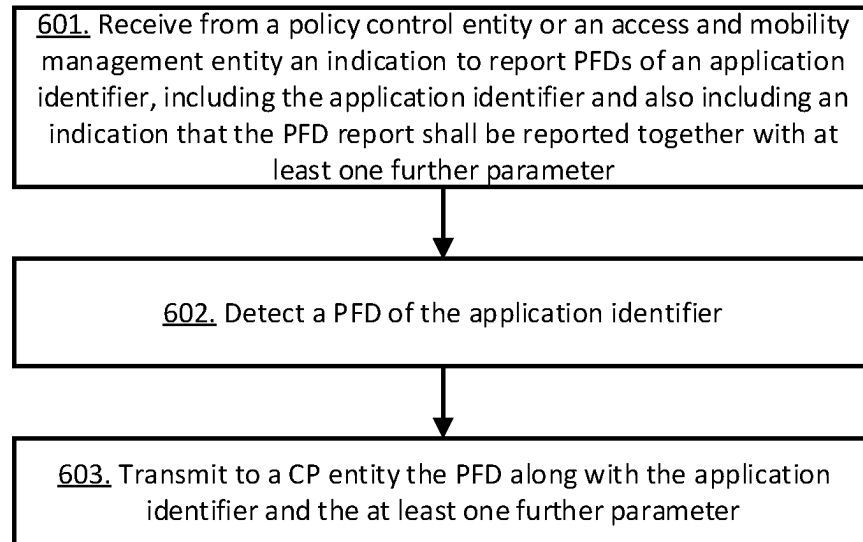 601. Receive from a policy control entity or an access and mobility
management entity an indication to report PFDs of an application
identifier, including the application identifier and also including an
indication that the PFD report shall be reported together with at
least one further parameter
602. Detect a PFD of the application identifier
603. Transmit to a CP entity the PFD along with the application
identifier and the at least one further parameter